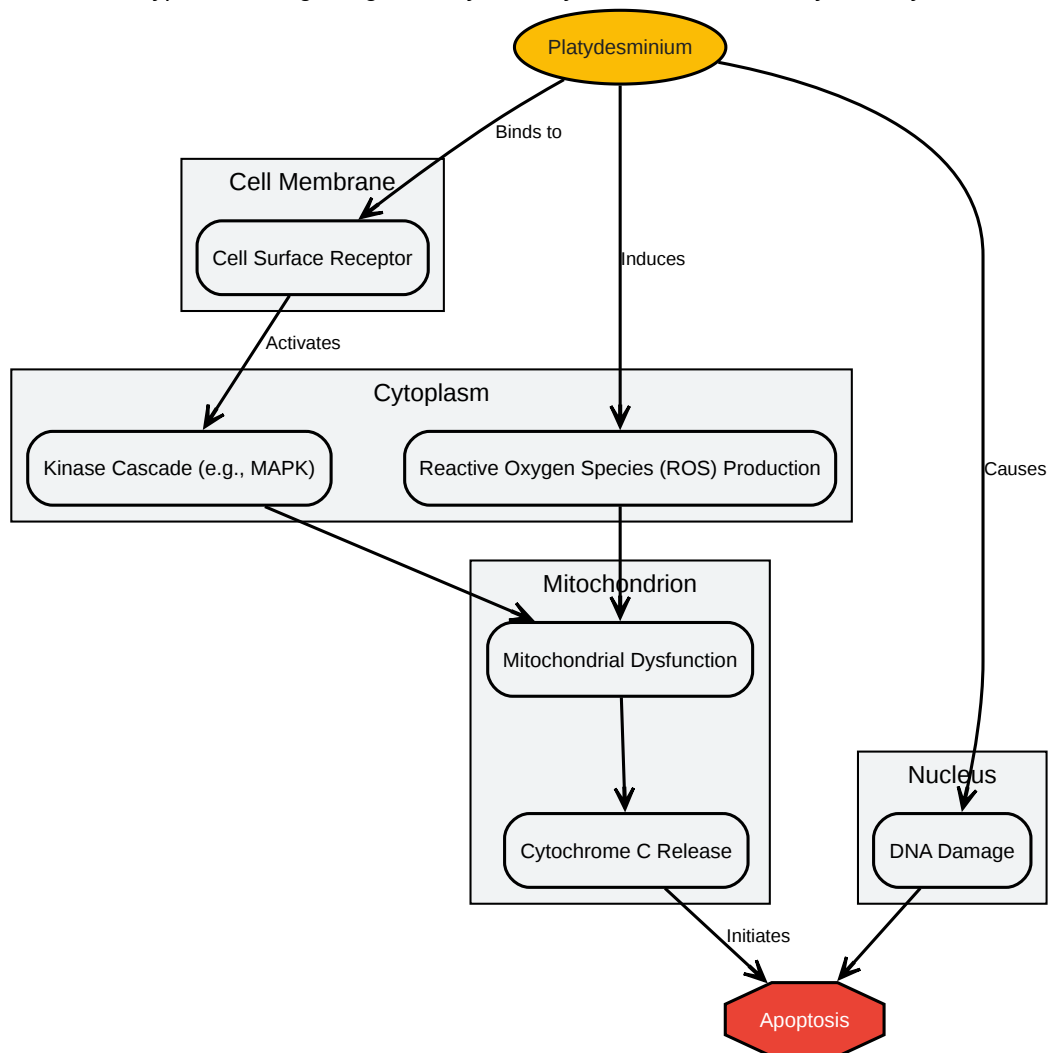 Platydesminium
Binds to
Cell Membrane
Cell Surface Receptor
Induces
Activates
Cytoplasm
Kinase Cascade (e.g., MAPK)
Reactive Oxygen Species (ROS) Production
Causes
Mitochondrion
Mitochondrial Dysfunction
Nucleus
Cytochrome C Release
DNA Damage
Initiates
Apoptosis